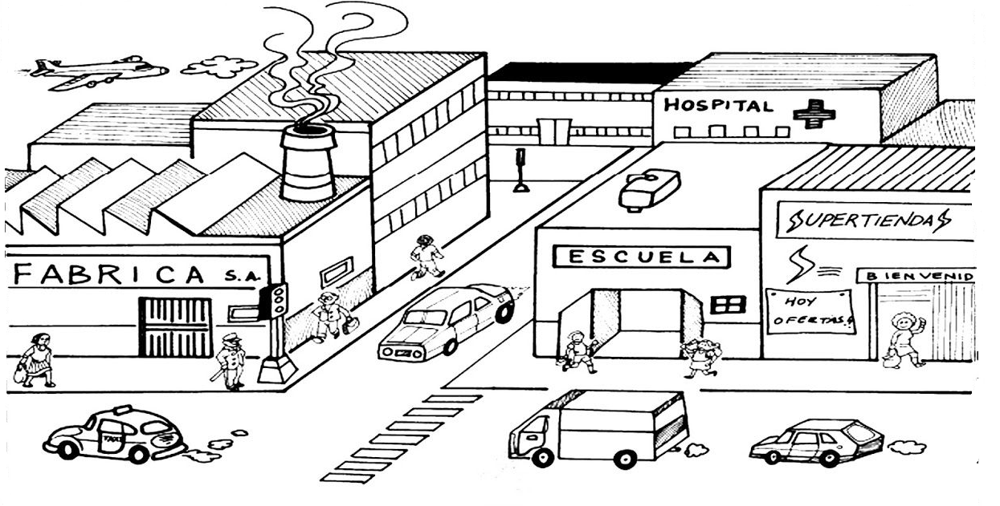 HOSPITAL
SUPERTIENDAS
ESCUELA
FABRICA S.A.
BIENVENID
HOY
OFERTAS
TAXI